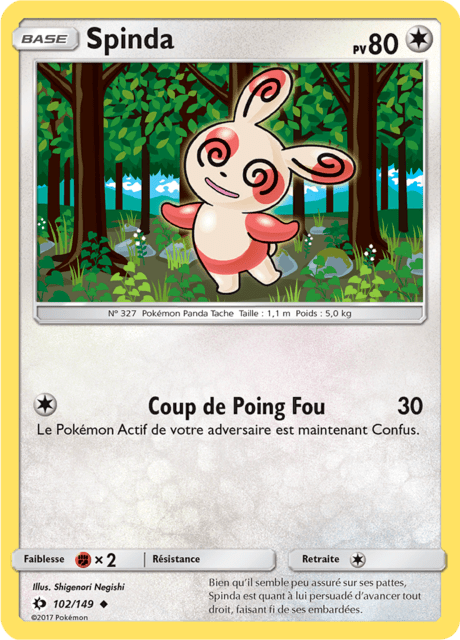 BASE Spinda PV 80
N° 327 Pokémon Panda Tache Taille : 1,1 m Poids : 5,0 kg
Coup de Poing Fou 30
Le Pokémon Actif de votre adversaire est maintenant Confus.
Faiblesse × 2 Résistance Retraite
Illus. Shigenori Negishi
102/149
©2017 Pokémon
Bien qu'il semble peu assuré sur ses pattes,
Spinda est quant à lui persuadé d'avancer tout
droit, faisant fi de ses embardées.